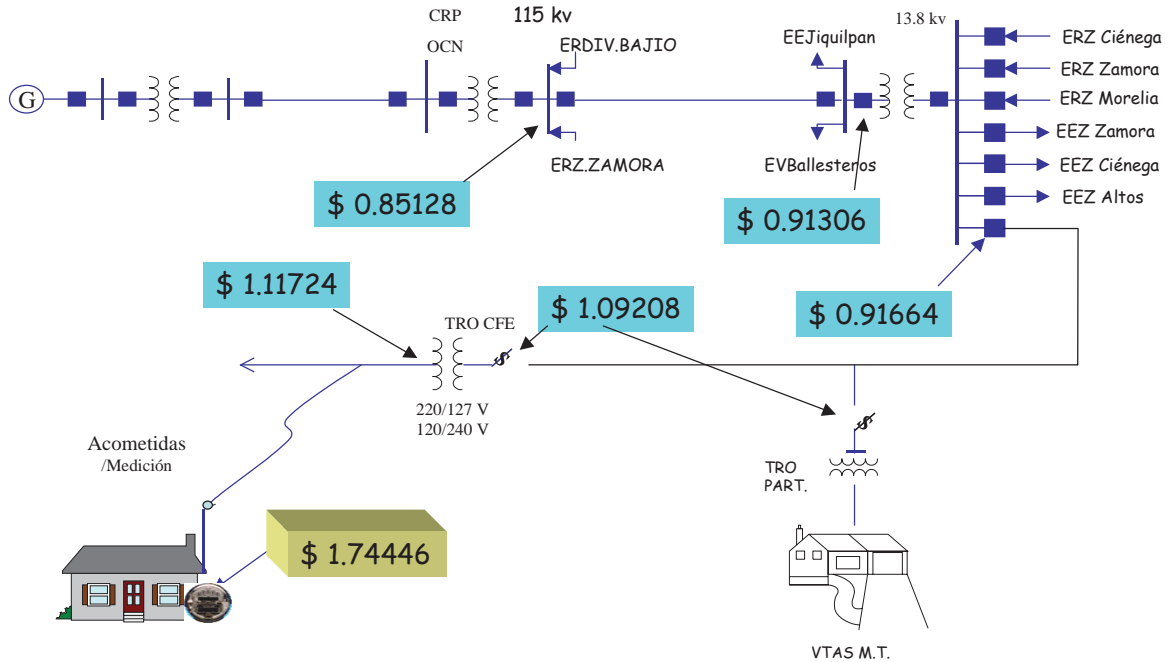 CRP
115 kv
13.8 kv
OCN
ERDIV.BAJIO
EEJiquilpan
ERZ Ciénega
ERZ Zamora
G
ERZ Morelia
EEZ Zamora
ERZ.ZAMORA
EVBallesteros
EEZ Ciénega
EEZ Altos
$ 0.85128
$ 0.91306
$ 1.11724
$ 1.09208
$ 0.91664
TRO CFE
$
220/127 V
120/240 V
$
Acometidas
/Medición
TRO
PART.
$ 1.74446
VTAS M.T.